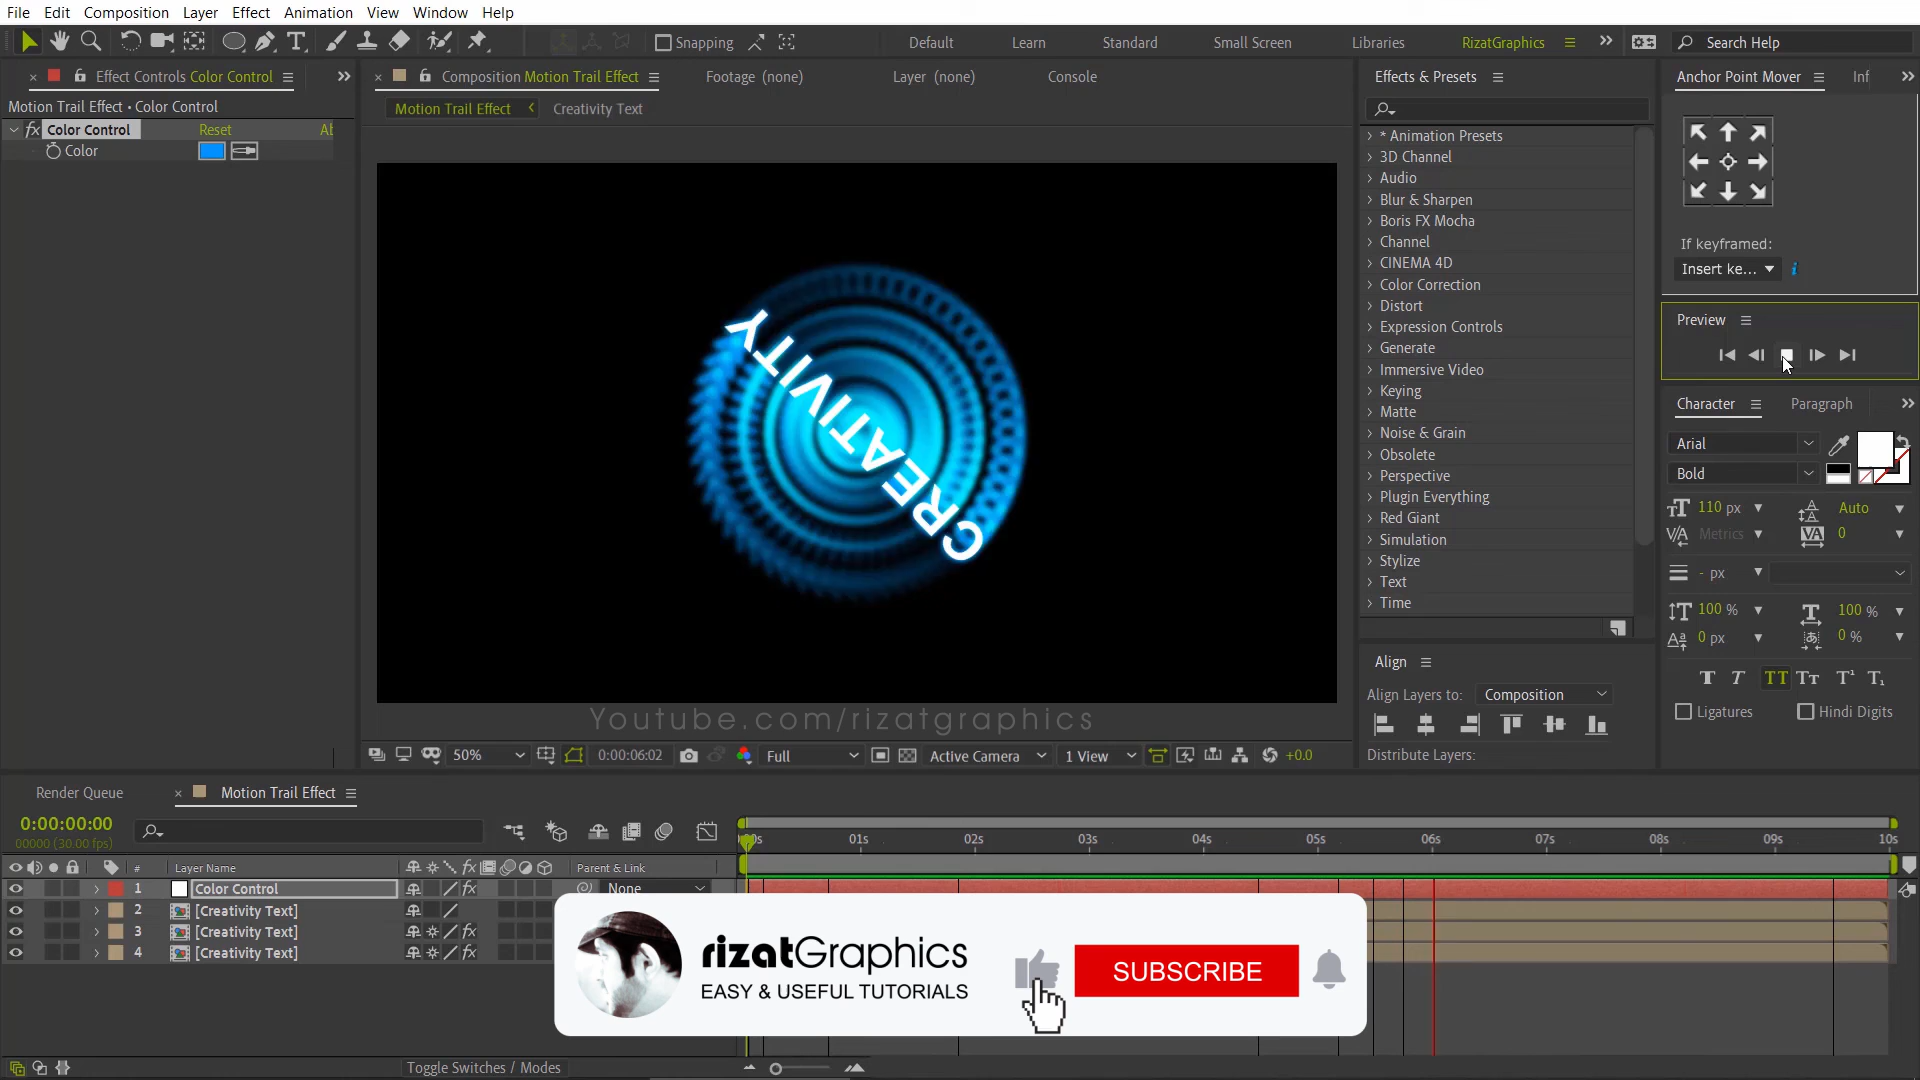 File Edit Composition Layer Effect Animation View Window Help
Snapping Default Learn Standard Small Screen Libraries RizatGraphics Search Help
Effect Controls Color Control
Motion Trail Effect • Color Control
fx Color Control Reset Ab
Color
Composition Motion Trail Effect Footage (none) Layer (none) Console
Motion Trail Effect Creativity Text
CREATIVITY
Youtube.com/rizatgraphics
50% 0:00:06:02 Full Active Camera 1 View +0.0
Effects & Presets
* Animation Presets
3D Channel
Audio
Blur & Sharpen
Boris FX Mocha
Channel
CINEMA 4D
Color Correction
Distort
Expression Controls
Generate
Immersive Video
Keying
Matte
Noise & Grain
Obsolete
Perspective
Plugin Everything
Red Giant
Simulation
Stylize
Text
Time
Align
Align Layers to: Composition
Distribute Layers:
Anchor Point Mover Inf
If keyframed:
Insert ke...
Preview
Character Paragraph
Arial
Bold
110 px Auto
Metrics 0
- px
100 % 100 %
0 px 0 %
Ligatures Hindi Digits
Render Queue Motion Trail Effect
0:00:00:00
00000 (30.00 fps)
# Layer Name Parent & Link
01s 02s 03s 04s 05s 06s 07s 08s 09s 10s
1 Color Control None
2 [Creativity Text]
3 [Creativity Text]
4 [Creativity Text]
rizatGraphics
EASY & USEFUL TUTORIALS
SUBSCRIBE
Toggle Switches / Modes